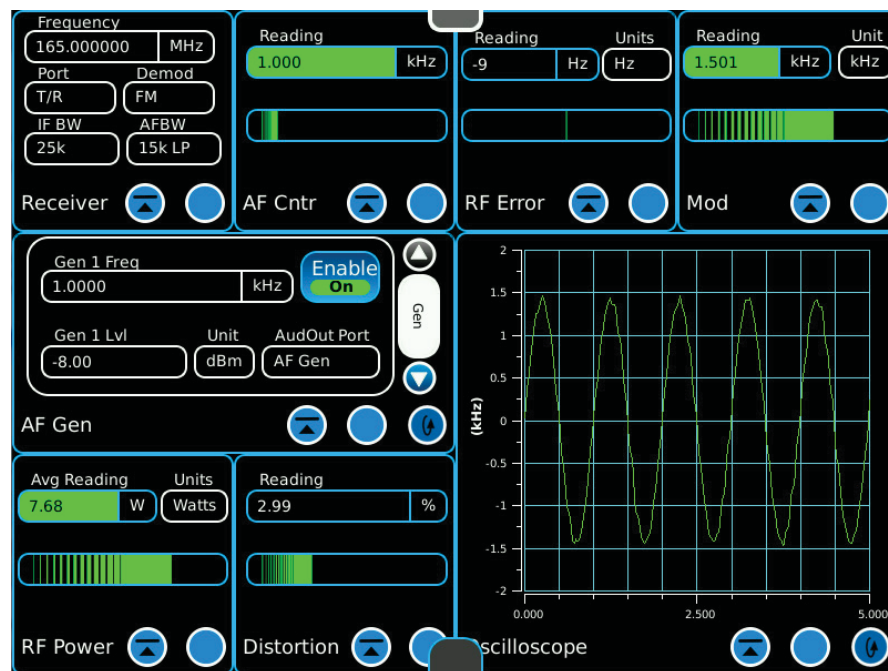 Frequency
165.000000 MHz
Port Demod
T/R FM
IF BW AFBW
25k 15k LP
Receiver
Reading
1.000 kHz
AF Cntr
Reading Units
-9 Hz Hz
RF Error
Reading Unit
1.501 kHz kHz
Mod
Gen 1 Freq
1.0000 kHz
Enable
On
Gen 1 Lvl Unit AudOut Port
-8.00 dBm AF Gen
Gen
AF Gen
Avg Reading Units
7.68 W Watts
RF Power
Reading
2.99 %
Distortion
2
1.5
1
0.5
0
-0.5
-1
-1.5
-2
(kHz)
0.000 2.500 5.000
scilloscope